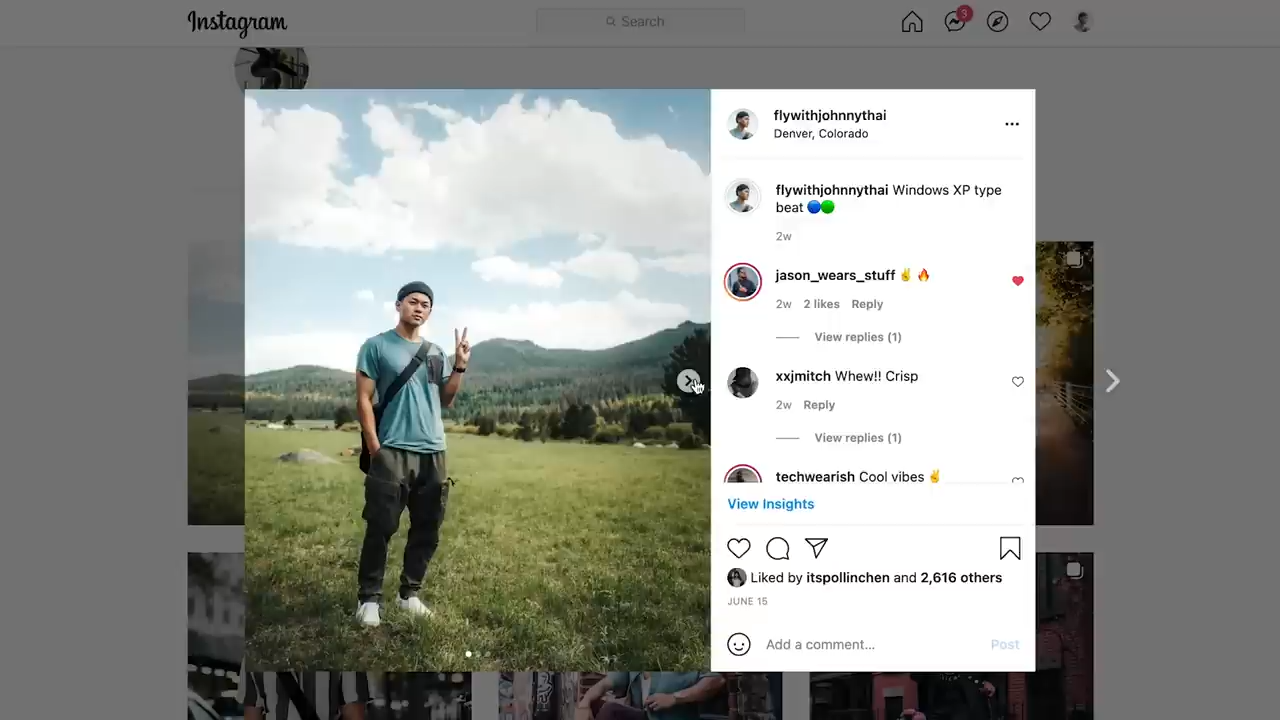 Instagram
Search
3
flywithjohnnythai
Denver, Colorado
flywithjohnnythai Windows XP type
beat 🔵🟢
2w
jason_wears_stuff ✌️🔥
2w 2 likes Reply
View replies (1)
xxjmitch Whew!! Crisp
2w Reply
View replies (1)
techwearish Cool vibes ✌️
View Insights
Liked by itspollinchen and 2,616 others
JUNE 15
Add a comment... Post